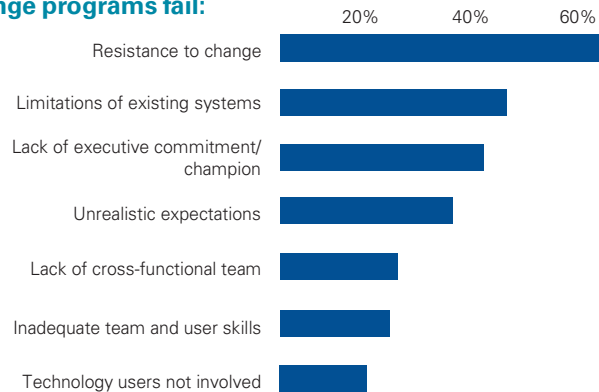 programs fail:
20% 40% 60%
Resistance to change
Limitations of existing systems
Lack of executive commitment/
champion
Unrealistic expectations
Lack of cross-functional team
Inadequate team and user skills
Technology users not involved